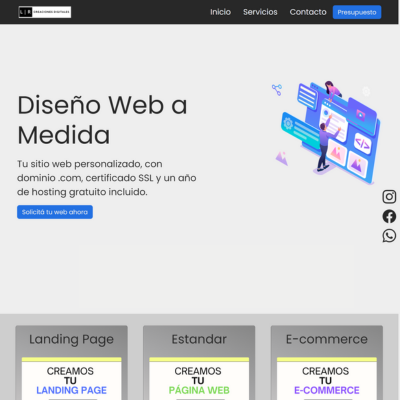 CREACIONES DIGITALES
Inicio Servicios Contacto Presupuesto
Diseño Web a
Medida
Tu sitio web personalizado, con
dominio .com, certificado SSL y un año
de hosting gratuito incluido.
Solicitá tu web ahora
Landing Page
Estandar
E-commerce
CREAMOS
TU
LANDING PAGE
CREAMOS
TU
PÁGINA WEB
CREAMOS
TU
E-COMMERCE